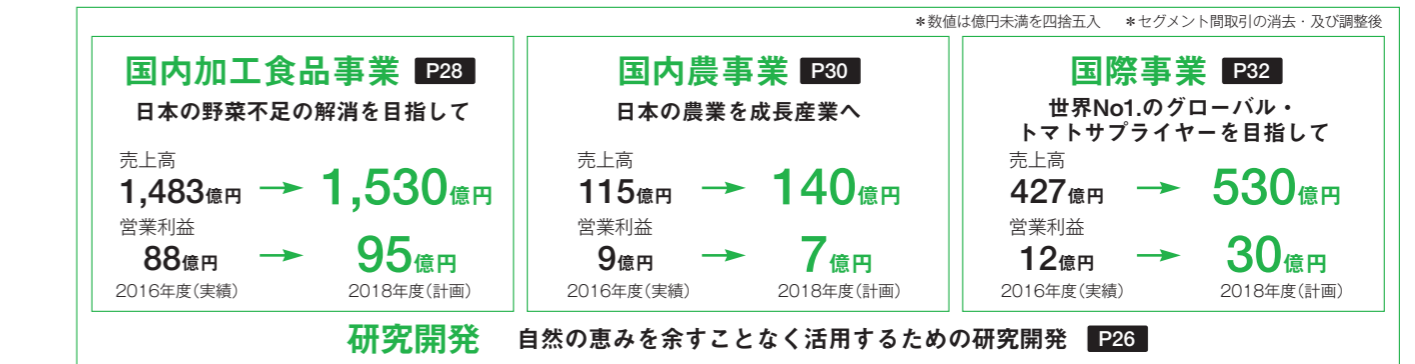 ＊数値は億円未満を四捨五入　＊セグメント間取引の消去・及び調整後
国内加工食品事業 P28
日本の野菜不足の解消を目指して
売上高
1,483億円 → 1,530億円
営業利益
88億円 → 95億円
2016年度（実績） 2018年度（計画）
国内農事業 P30
日本の農業を成長産業へ
売上高
115億円 → 140億円
営業利益
9億円 → 7億円
2016年度（実績） 2018年度（計画）
国際事業 P32
世界No1.のグローバル・
トマトサプライヤーを目指して
売上高
427億円 → 530億円
営業利益
12億円 → 30億円
2016年度（実績） 2018年度（計画）
研究開発 自然の恵みを余すことなく活用するための研究開発 P26